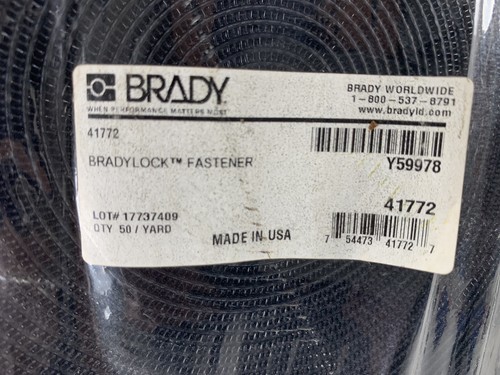 BRADY
WHEN PERFORMANCE MATTERS MOST
BRADY WORLDWIDE
1-800-537-8791
www.bradyid.com
41772
BRADYLOCK™ FASTENER
Y59978
41772
LOT# 17737409
QTY 50 / YARD
MADE IN USA
7 54473 41772 7